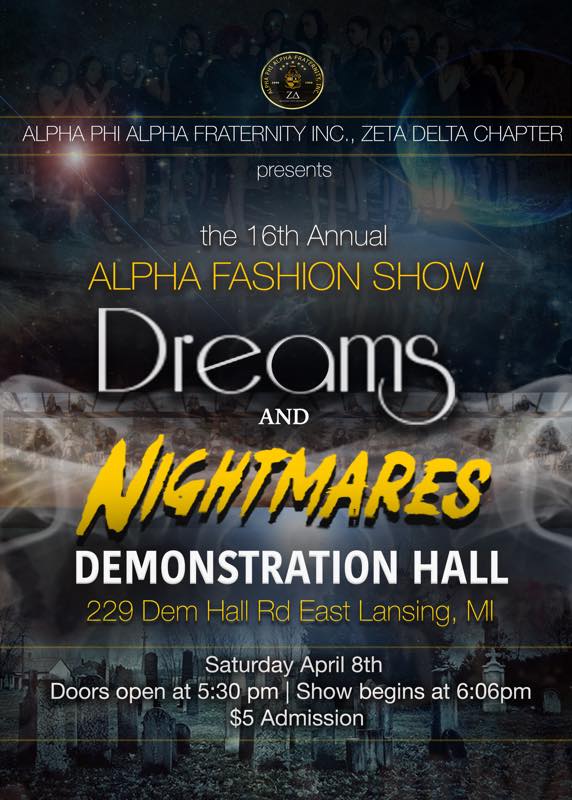 ALPHA PHI ALPHA FRATERNITY INC.
ΖΔ
ALPHA PHI ALPHA FRATERNITY INC., ZETA DELTA CHAPTER
presents
the 16th Annual
ALPHA FASHION SHOW
Dreams
AND
NIGHTMARES
DEMONSTRATION HALL
229 Dem Hall Rd East Lansing, MI
Saturday April 8th
Doors open at 5:30 pm | Show begins at 6:06pm
$5 Admission